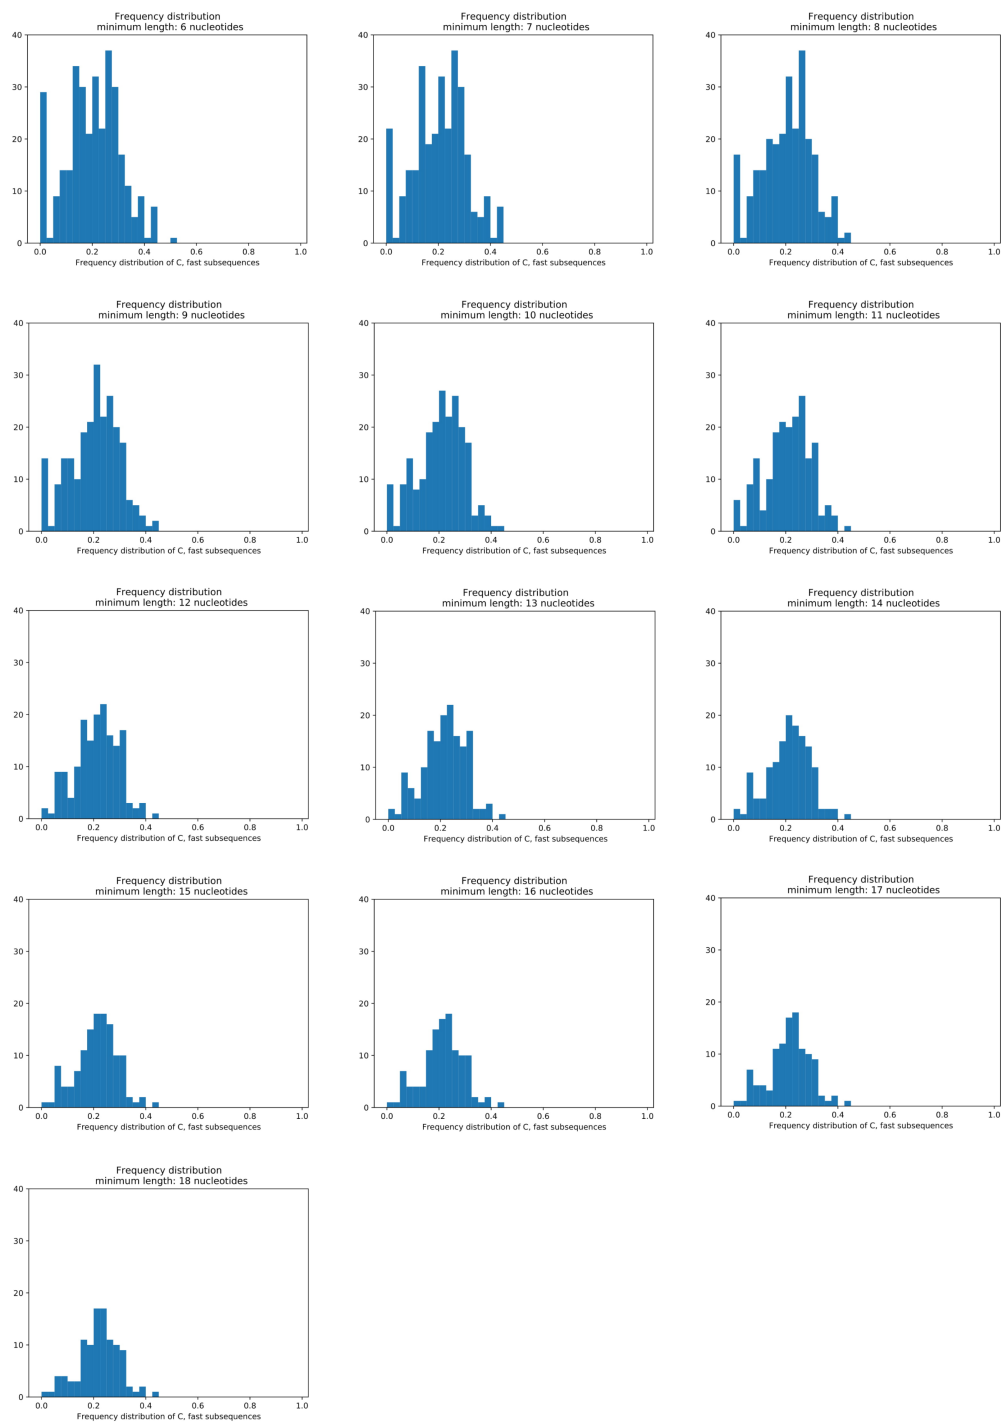 Frequency distribution
minimum length: 6 nucleotides
40
30
20
10
0
0.0 0.2 0.4 0.6 0.8 1.0
Frequency distribution of C, fast subsequences
Frequency distribution
minimum length: 7 nucleotides
40
30
20
10
0
0.0 0.2 0.4 0.6 0.8 1.0
Frequency distribution of C, fast subsequences
Frequency distribution
minimum length: 8 nucleotides
40
30
20
10
0
0.0 0.2 0.4 0.6 0.8 1.0
Frequency distribution of C, fast subsequences
Frequency distribution
minimum length: 9 nucleotides
40
30
20
10
0
0.0 0.2 0.4 0.6 0.8 1.0
Frequency distribution of C, fast subsequences
Frequency distribution
minimum length: 10 nucleotides
40
30
20
10
0
0.0 0.2 0.4 0.6 0.8 1.0
Frequency distribution of C, fast subsequences
Frequency distribution
minimum length: 11 nucleotides
40
30
20
10
0
0.0 0.2 0.4 0.6 0.8 1.0
Frequency distribution of C, fast subsequences
Frequency distribution
minimum length: 12 nucleotides
40
30
20
10
0
0.0 0.2 0.4 0.6 0.8 1.0
Frequency distribution of C, fast subsequences
Frequency distribution
minimum length: 13 nucleotides
40
30
20
10
0
0.0 0.2 0.4 0.6 0.8 1.0
Frequency distribution of C, fast subsequences
Frequency distribution
minimum length: 14 nucleotides
40
30
20
10
0
0.0 0.2 0.4 0.6 0.8 1.0
Frequency distribution of C, fast subsequences
Frequency distribution
minimum length: 15 nucleotides
40
30
20
10
0
0.0 0.2 0.4 0.6 0.8 1.0
Frequency distribution of C, fast subsequences
Frequency distribution
minimum length: 16 nucleotides
40
30
20
10
0
0.0 0.2 0.4 0.6 0.8 1.0
Frequency distribution of C, fast subsequences
Frequency distribution
minimum length: 17 nucleotides
40
30
20
10
0
0.0 0.2 0.4 0.6 0.8 1.0
Frequency distribution of C, fast subsequences
Frequency distribution
minimum length: 18 nucleotides
40
30
20
10
0
0.0 0.2 0.4 0.6 0.8 1.0
Frequency distribution of C, fast subsequences